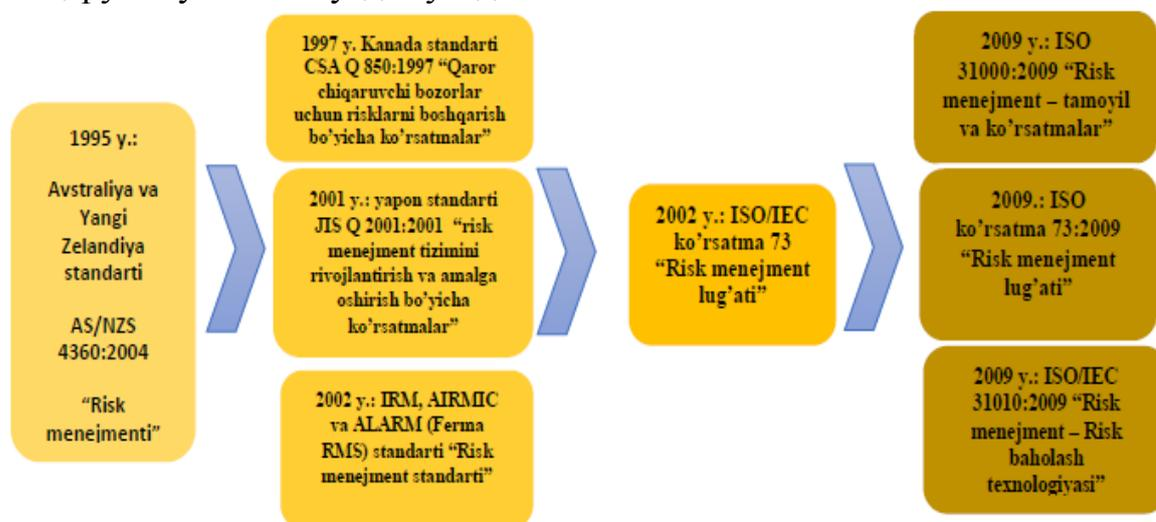 1995 y.:
Avstraliya va
Yangi
Zelandiya
standarti
AS/NZS
4360:2004
“Risk
menejmenti”
1997 y. Kanada standarti
CSA Q 850:1997 “Qaror
chiqaruvchi bozorlar
uchun risklarni boshqarish
bo’yicha ko’rsatmalar”
2001 y.: yapon standarti
JIS Q 2001:2001 “risk
menejment tizimini
rivojlantirish va amalga
oshirish bo’yicha
ko’rsatmalar”
2002 y.: IRM, AIRMIC
va ALARM (Ferma
RMS) standarti “Risk
menejment standarti”
2002 y.: ISO/IEC
ko’rsatma 73
“Risk menejment
lug’ati”
2009 y.: ISO
31000:2009 “Risk
menejment – tamoyil
va ko’rsatmalar”
2009.: ISO
ko’rsatma 73:2009
“Risk menejment
lug’ati”
2009 y.: ISO/IEC
31010:2009 “Risk
menejment – Risk
baholash
texnologiyasi”